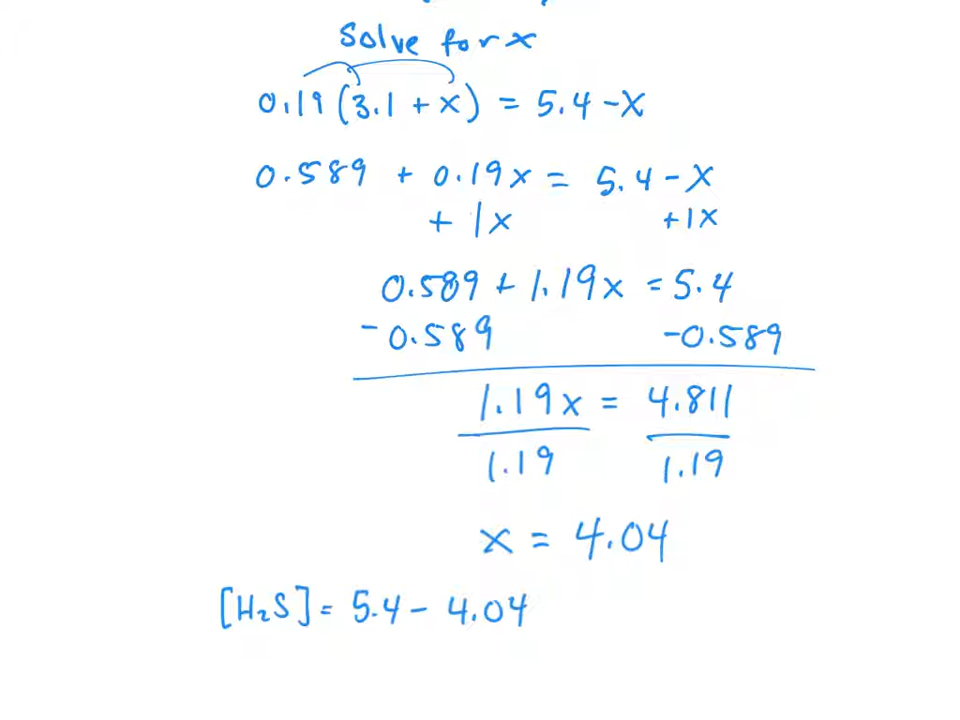 Solve for x
0.19(3.1 + x) = 5.4 - x
0.589 + 0.19x = 5.4 - x
+ 1x +1x
0.589 + 1.19x = 5.4
-0.589 -0.589
1.19x = 4.811
1.19 1.19
x = 4.04
[H₂S] = 5.4 - 4.04